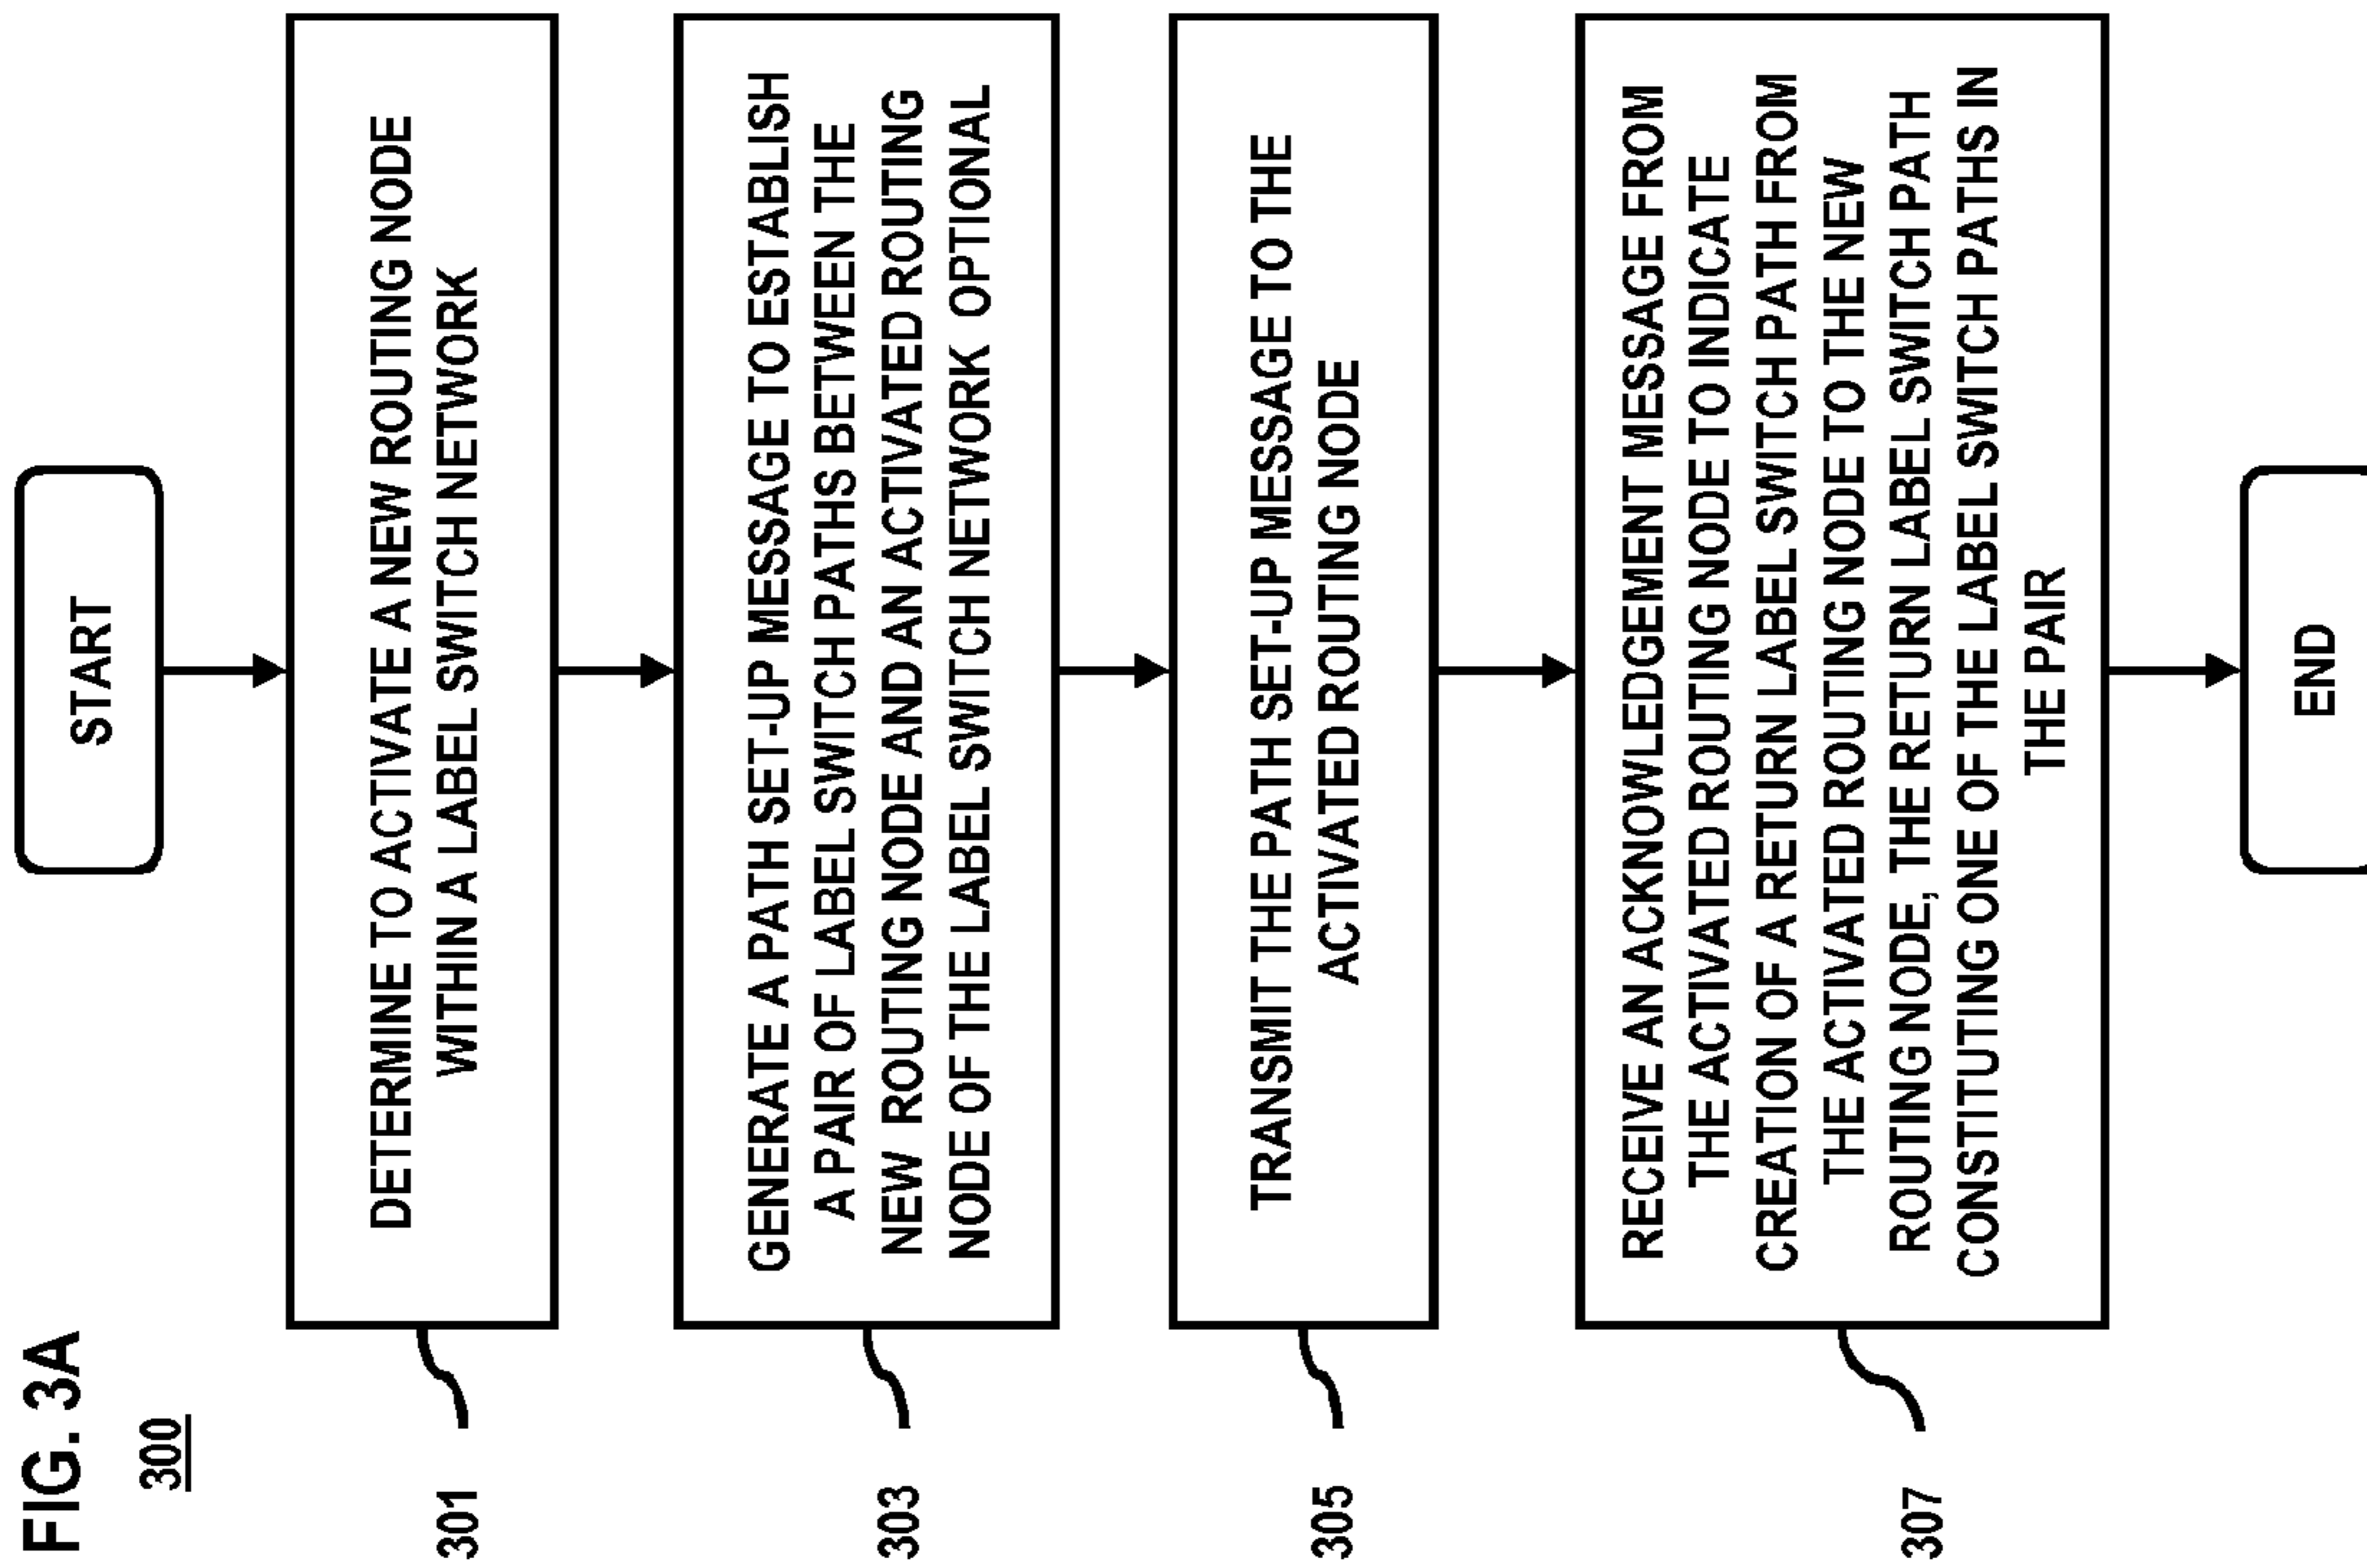 FIG. 3A
300
START
301
DETERMINE TO ACTIVATE A NEW ROUTING NODE
WITHIN A LABEL SWITCH NETWORK
303
GENERATE A PATH SET-UP MESSAGE TO ESTABLISH
A PAIR OF LABEL SWITCH PATHS BETWEEN THE
NEW ROUTING NODE AND AN ACTIVATED ROUTING
NODE OF THE LABEL SWITCH NETWORK OPTIONAL
305
TRANSMIT THE PATH SET-UP MESSAGE TO THE
ACTIVATED ROUTING NODE
307
RECEIVE AN ACKNOWLEDGEMENT MESSAGE FROM
THE ACTIVATED ROUTING NODE TO INDICATE
CREATION OF A RETURN LABEL SWITCH PATH FROM
THE ACTIVATED ROUTING NODE TO THE NEW
ROUTING NODE, THE RETURN LABEL SWITCH PATH
CONSTITUTING ONE OF THE LABEL SWITCH PATHS IN
THE PAIR
END